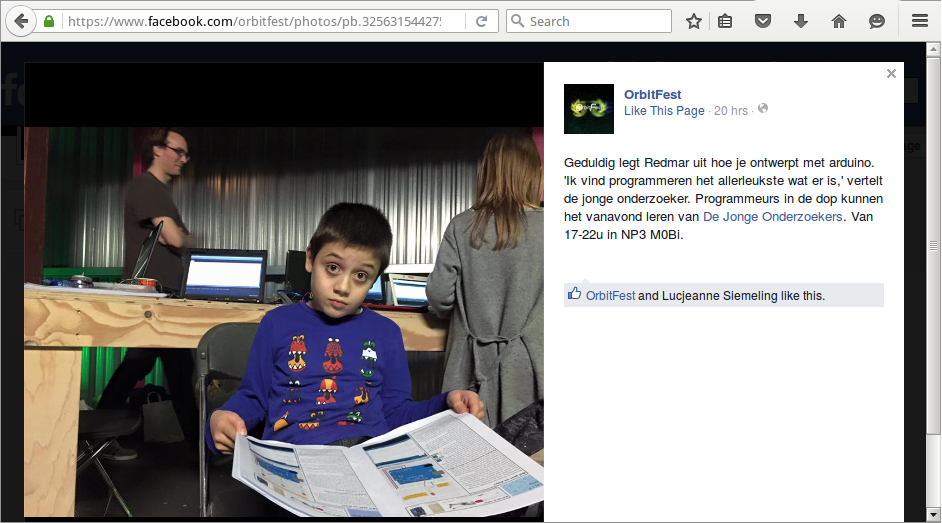 https://www.facebook.com/orbitfest/photos/pb.32563154427
Search
OrbitFest
Like This Page · 20 hrs ·
Geduldig legt Redmar uit hoe je ontwerpt met arduino.
'Ik vind programmeren het allerleukste wat er is,' vertelt
de jonge onderzoeker. Programmeurs in de dop kunnen
het vanavond leren van De Jonge Onderzoekers. Van
17-22u in NP3 M0Bi.
OrbitFest and Lucjeanne Siemeling like this.